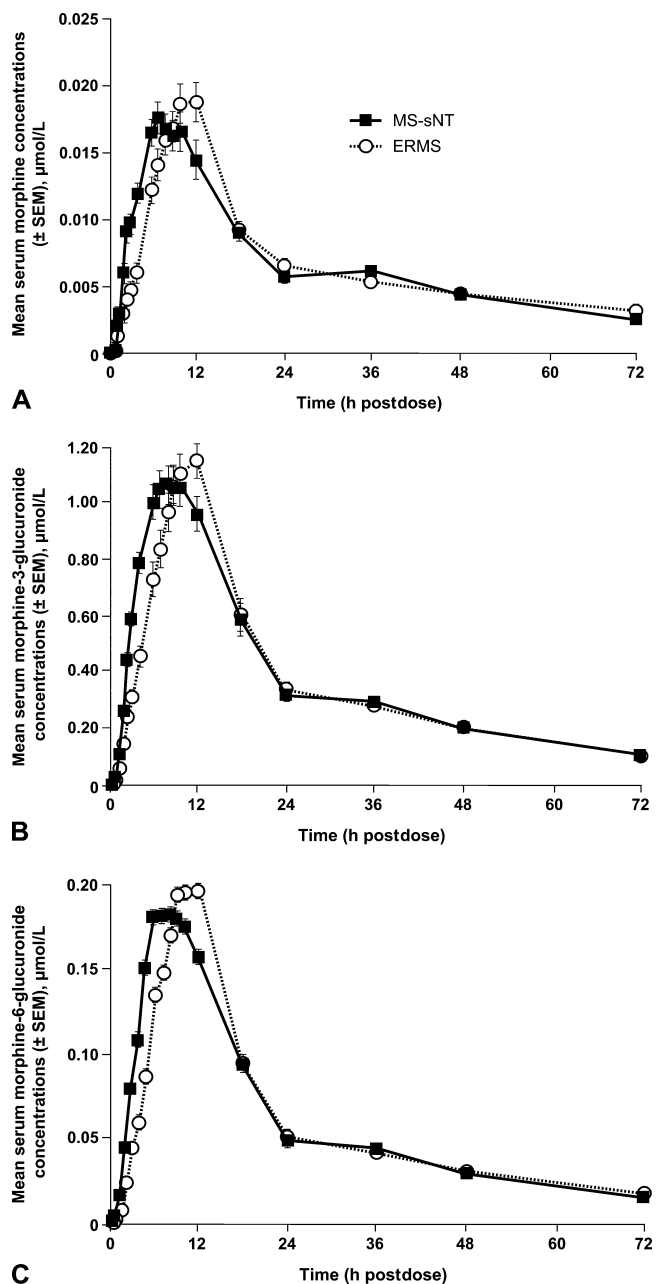 Mean serum morphine concentrations
(± SEM), µmol/L
0.025
0.020
0.015
0.010
0.005
0
MS-sNT
ERMS
0 12 24 36 48 60 72
Time (h postdose)
A
Mean serum morphine-3-glucuronide
concentrations (± SEM), µmol/L
1.20
1.00
0.80
0.60
0.40
0.20
0
0 12 24 36 48 60 72
Time (h postdose)
B
Mean serum morphine-6-glucuronide
concentrations (± SEM), µmol/L
0.20
0.15
0.10
0.05
0
0 12 24 36 48 60 72
Time (h postdose)
C